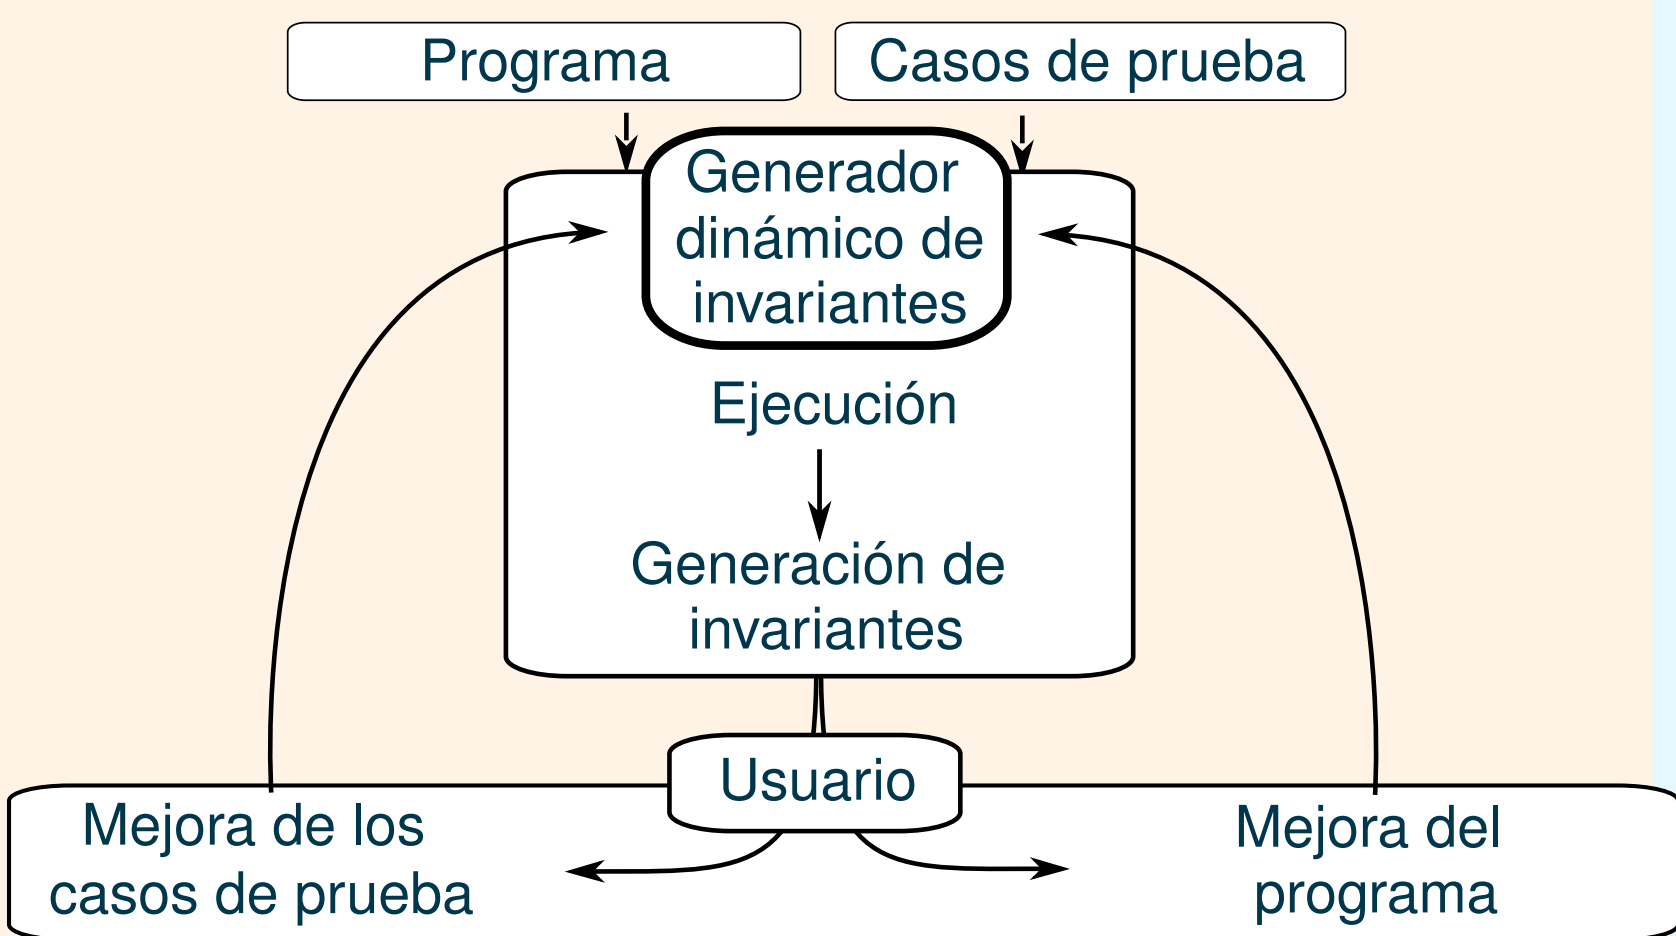 Programa
Casos de prueba
Generador
dinámico de
invariantes
Ejecución
Generación de
invariantes
Usuario
Mejora de los
casos de prueba
Mejora del
programa